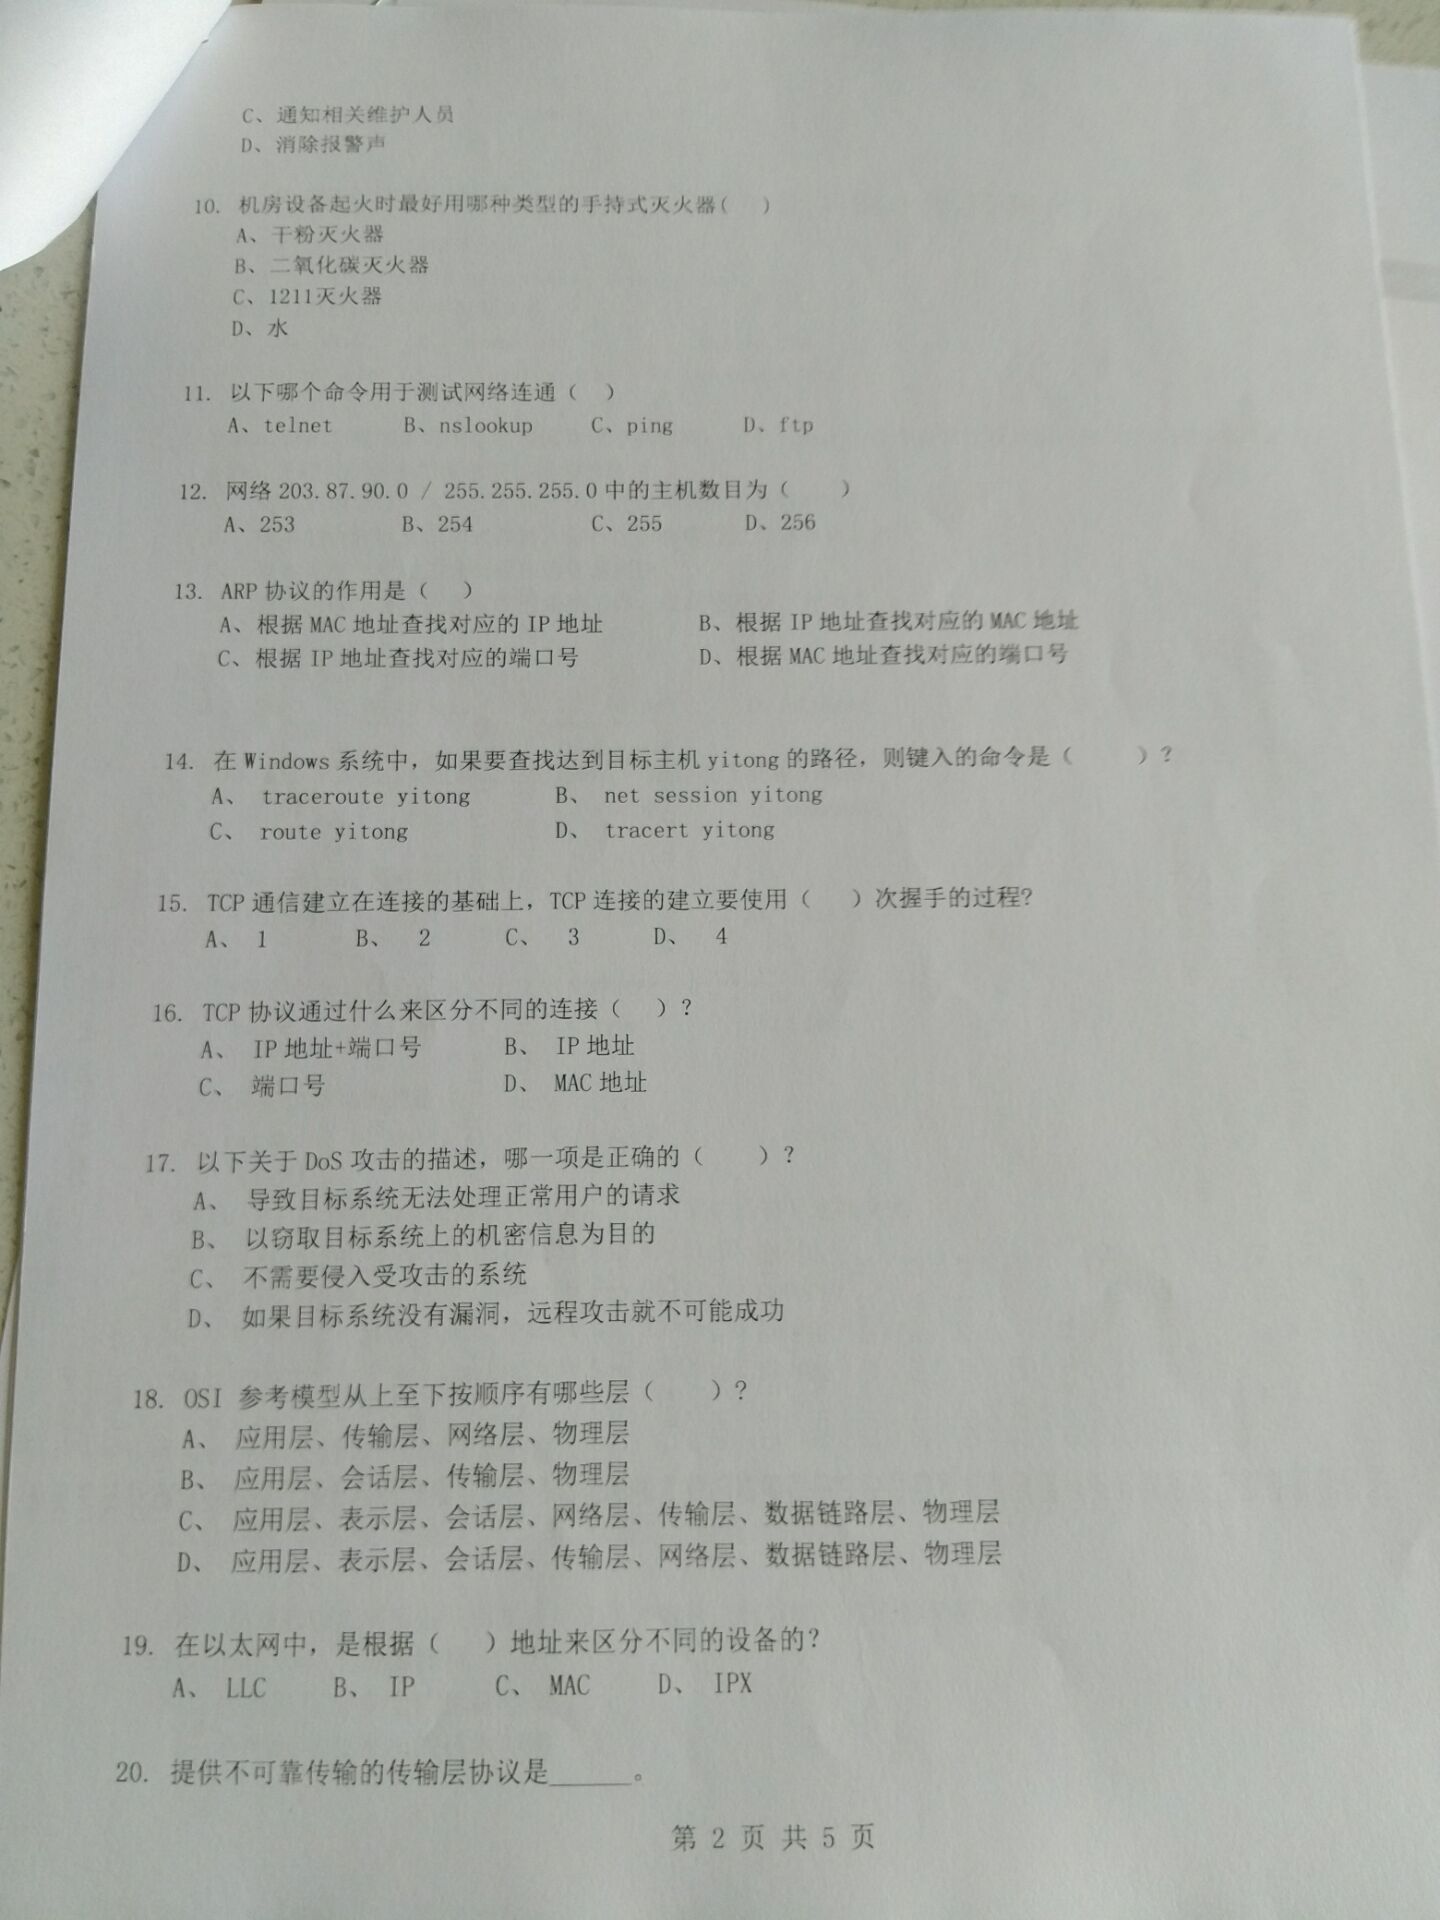 C、通知相关维护人员
D、消除报警声
10. 机房设备起火时最好用哪种类型的手持式灭火器( )
A、干粉灭火器
B、二氧化碳灭火器
C、1211灭火器
D、水
11. 以下哪个命令用于测试网络连通（ ）
A、telnet B、nslookup C、ping D、ftp
12. 网络 203.87.90.0 / 255.255.255.0 中的主机数目为（ ）
A、253 B、254 C、255 D、256
13. ARP 协议的作用是（ ）
A、根据 MAC 地址查找对应的 IP 地址 B、根据 IP 地址查找对应的 MAC 地址
C、根据 IP 地址查找对应的端口号 D、根据 MAC 地址查找对应的端口号
14. 在 Windows 系统中，如果要查找达到目标主机 yitong 的路径，则键入的命令是（ ）？
A、 traceroute yitong B、 net session yitong
C、 route yitong D、 tracert yitong
15. TCP 通信建立在连接的基础上，TCP 连接的建立要使用（ ）次握手的过程?
A、 1 B、 2 C、 3 D、 4
16. TCP 协议通过什么来区分不同的连接（ ）？
A、 IP 地址+端口号 B、 IP 地址
C、 端口号 D、 MAC 地址
17. 以下关于 DoS 攻击的描述，哪一项是正确的（ ）？
A、 导致目标系统无法处理正常用户的请求
B、 以窃取目标系统上的机密信息为目的
C、 不需要侵入受攻击的系统
D、 如果目标系统没有漏洞，远程攻击就不可能成功
18. OSI 参考模型从上至下按顺序有哪些层（ ）?
A、 应用层、传输层、网络层、物理层
B、 应用层、会话层、传输层、物理层
C、 应用层、表示层、会话层、网络层、传输层、数据链路层、物理层
D、 应用层、表示层、会话层、传输层、网络层、数据链路层、物理层
19. 在以太网中，是根据（ ）地址来区分不同的设备的?
A、 LLC B、 IP C、 MAC D、 IPX
20. 提供不可靠传输的传输层协议是______。
第 2 页 共 5 页